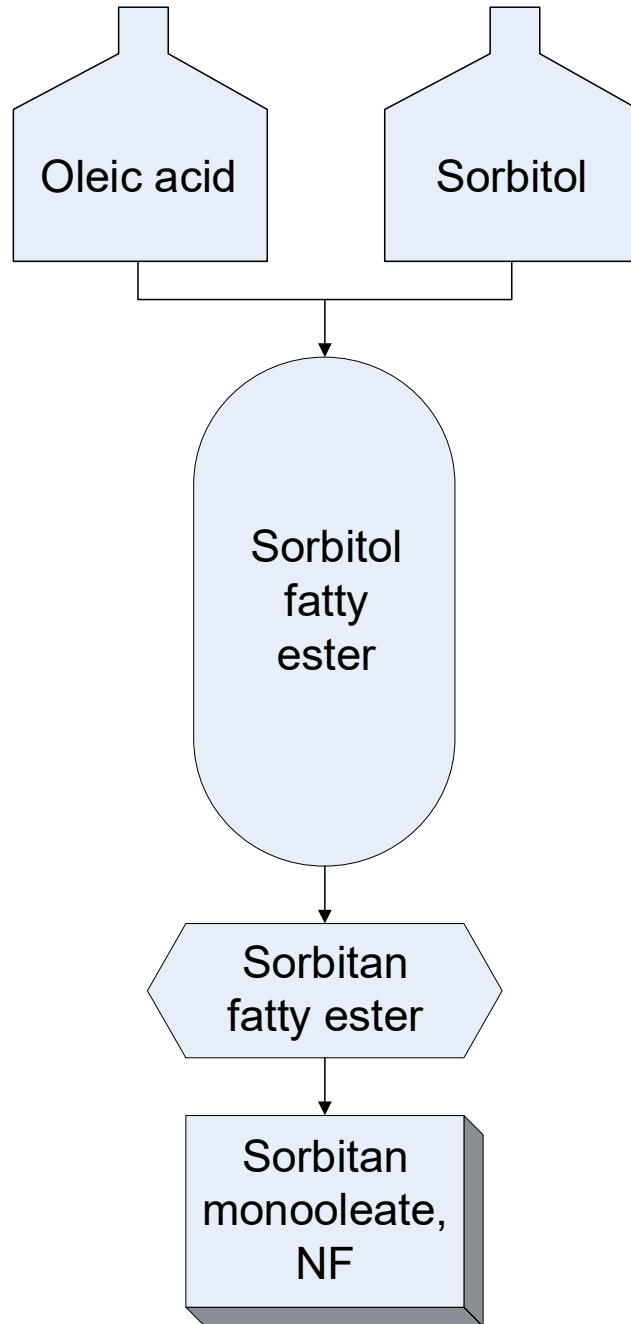 Oleic acid
Sorbitol
Sorbitol
fatty
ester
Sorbitan
fatty ester
Sorbitan
monooleate,
NF